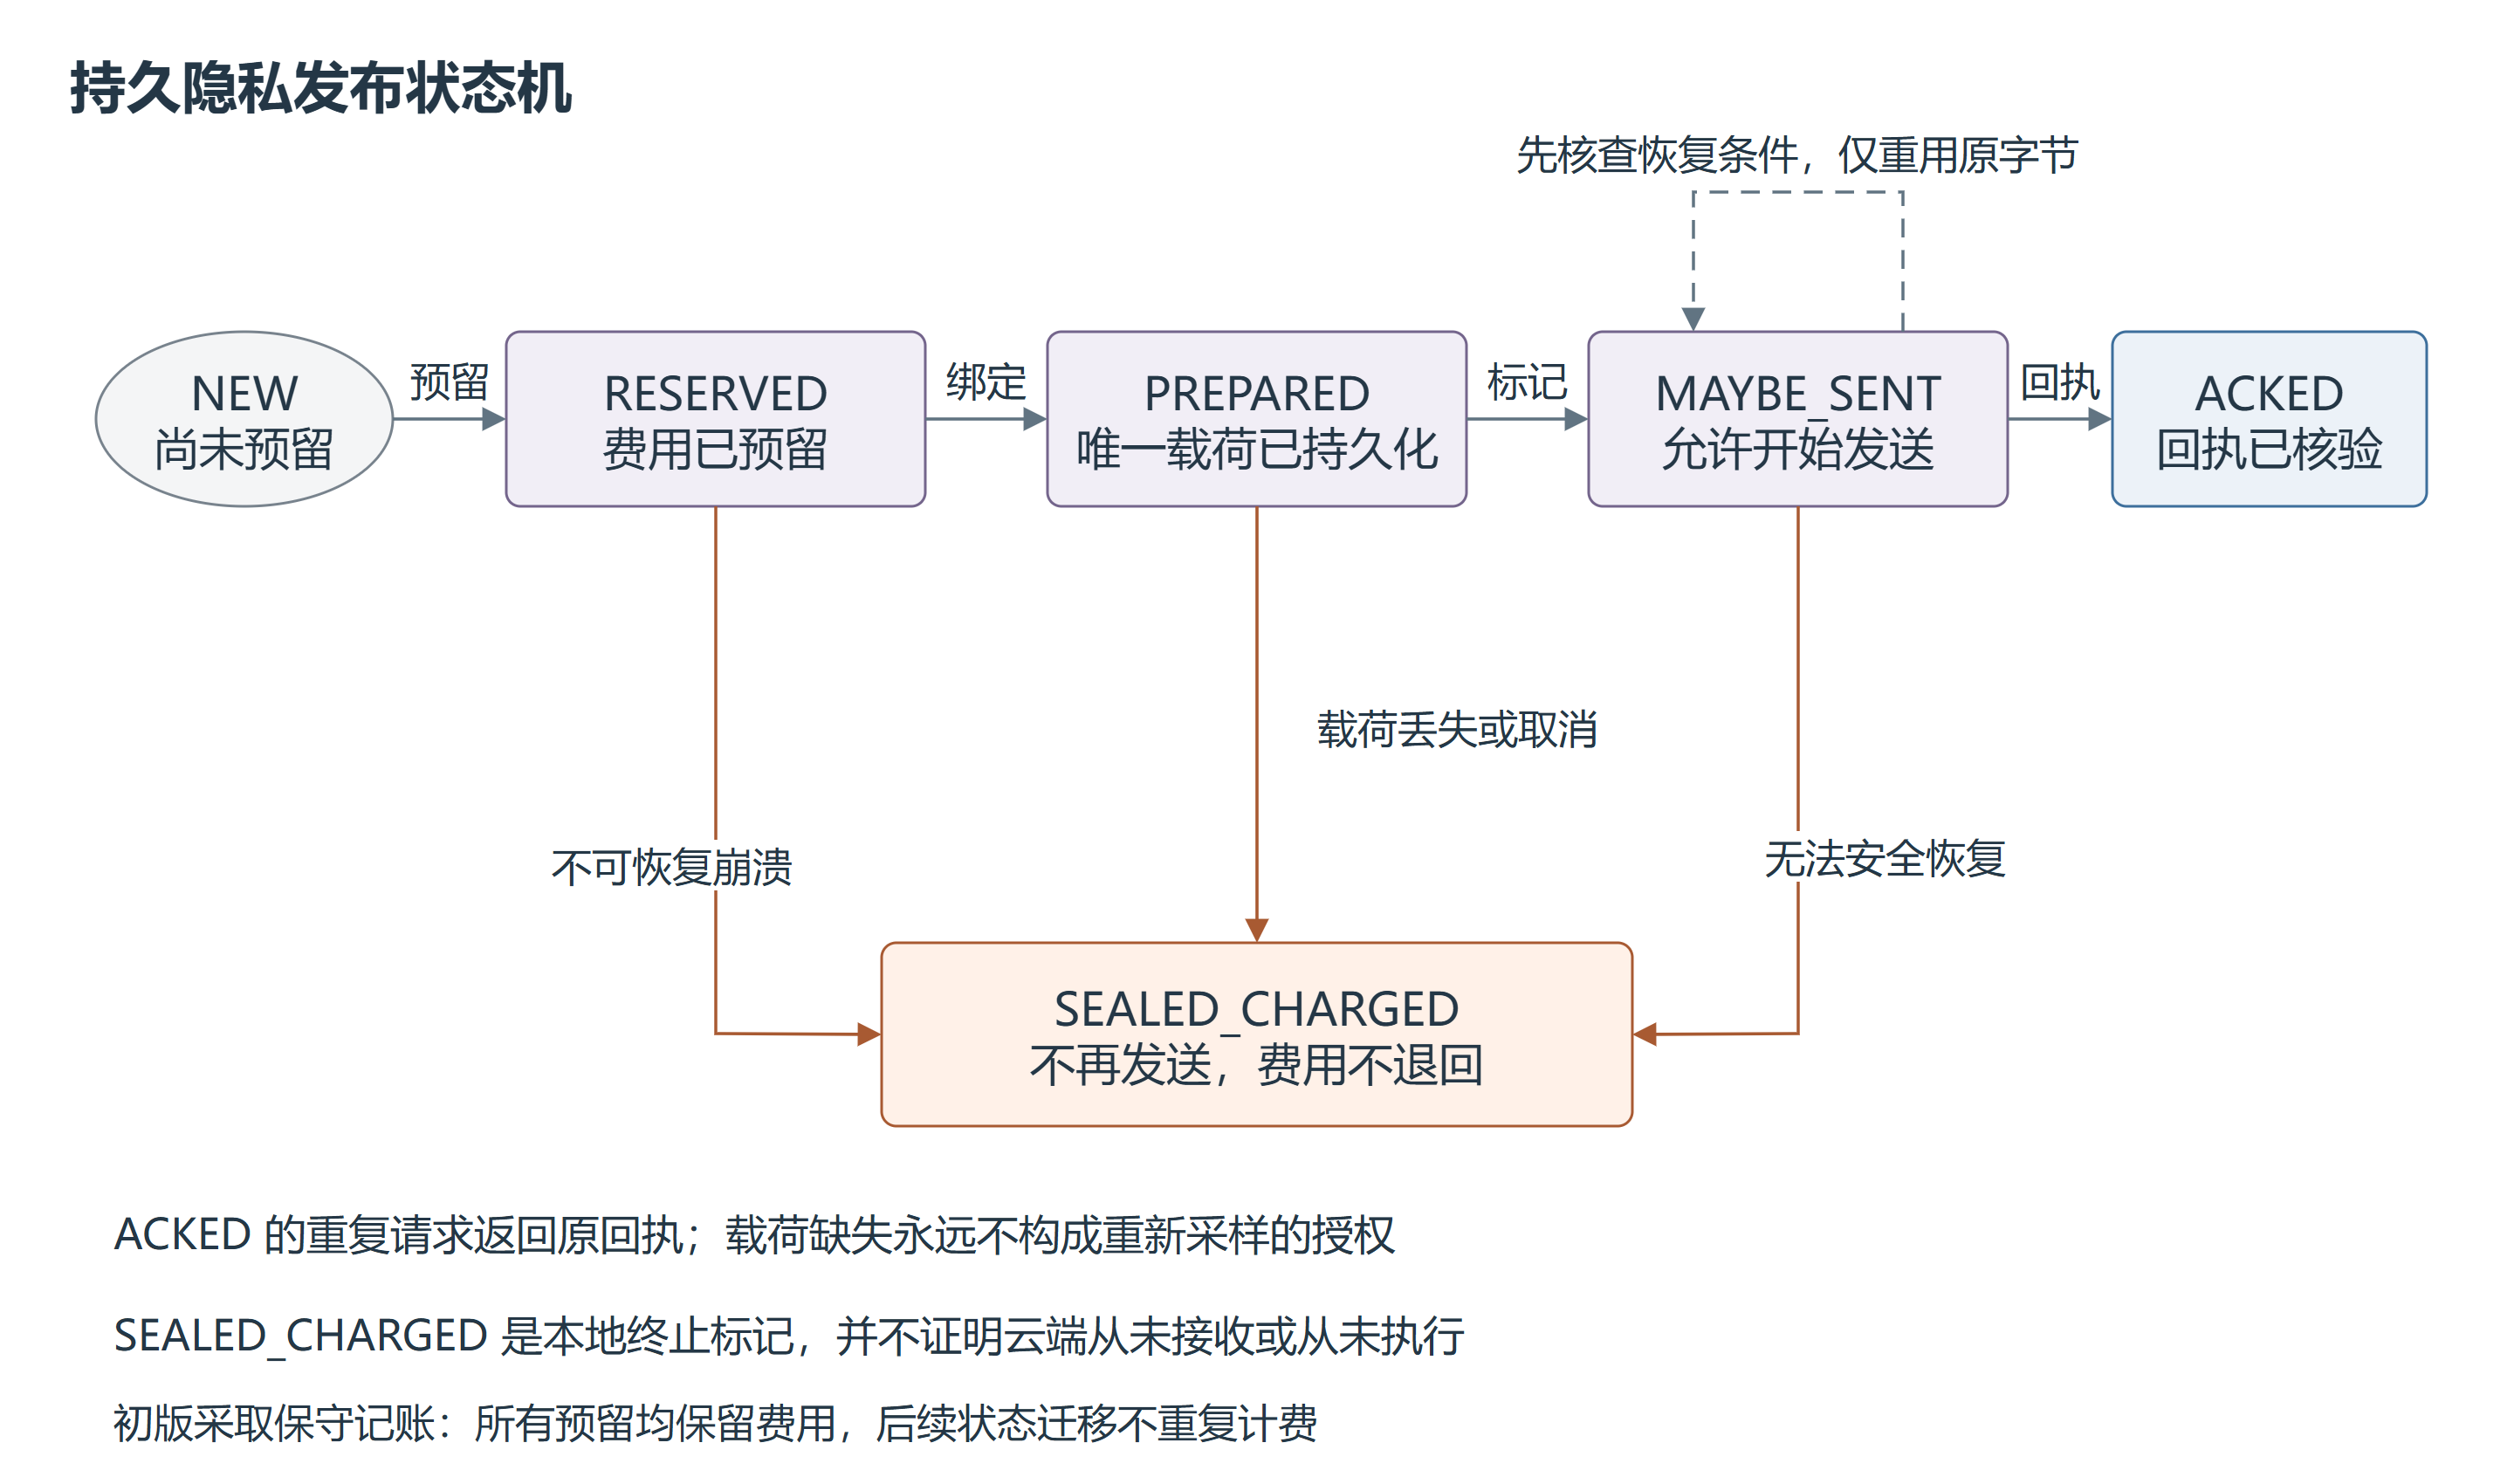 持久隐私发布状态机
先核查恢复条件，仅重用原字节
NEW
尚未预留
预留
RESERVED
费用已预留
绑定
PREPARED
唯一载荷已持久化
标记
MAYBE_SENT
允许开始发送
回执
ACKED
回执已核验
载荷丢失或取消
不可恢复崩溃
无法安全恢复
SEALED_CHARGED
不再发送，费用不退回
ACKED 的重复请求返回原回执；载荷缺失永远不构成重新采样的授权
SEALED_CHARGED 是本地终止标记，并不证明云端从未接收或从未执行
初版采取保守记账：所有预留均保留费用，后续状态迁移不重复计费